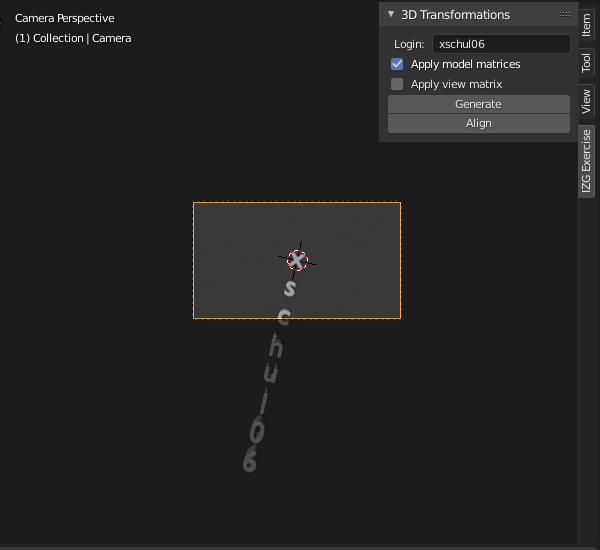 Camera Perspective
(1) Collection | Camera
3D Transformations
Login: xschul06
Apply model matrices
Apply view matrix
Generate
Align
Item
Tool
View
IZG Exercise
x
s
c
h
u
l
0
6